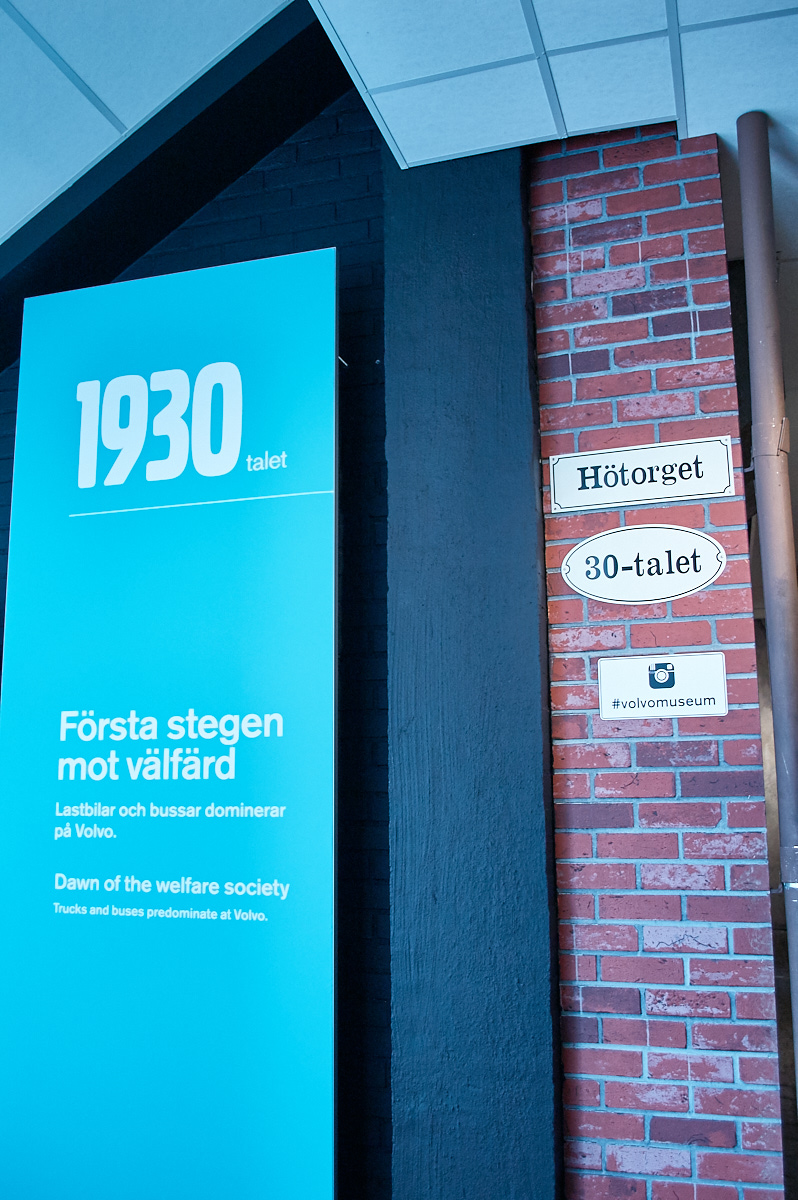 1930 talet
Första stegen
mot välfärd
Lastbilar och bussar dominerar
på Volvo.
Dawn of the welfare society
Trucks and buses predominate at Volvo.
Hötorget
30-talet
#volvomuseum